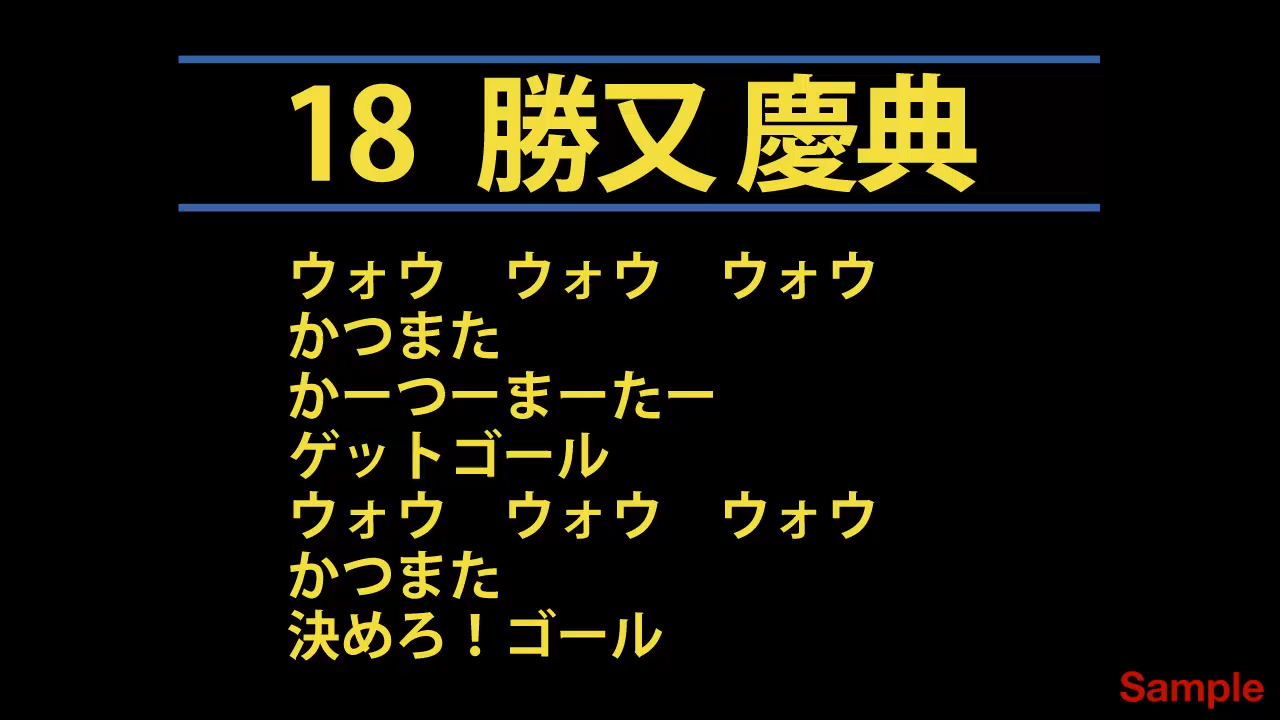 18 勝又 慶典
ウォウ　ウォウ　ウォウ
かつまた
かーつーまーたー
ゲットゴール
ウォウ　ウォウ　ウォウ
かつまた
決めろ！ゴール
Sample